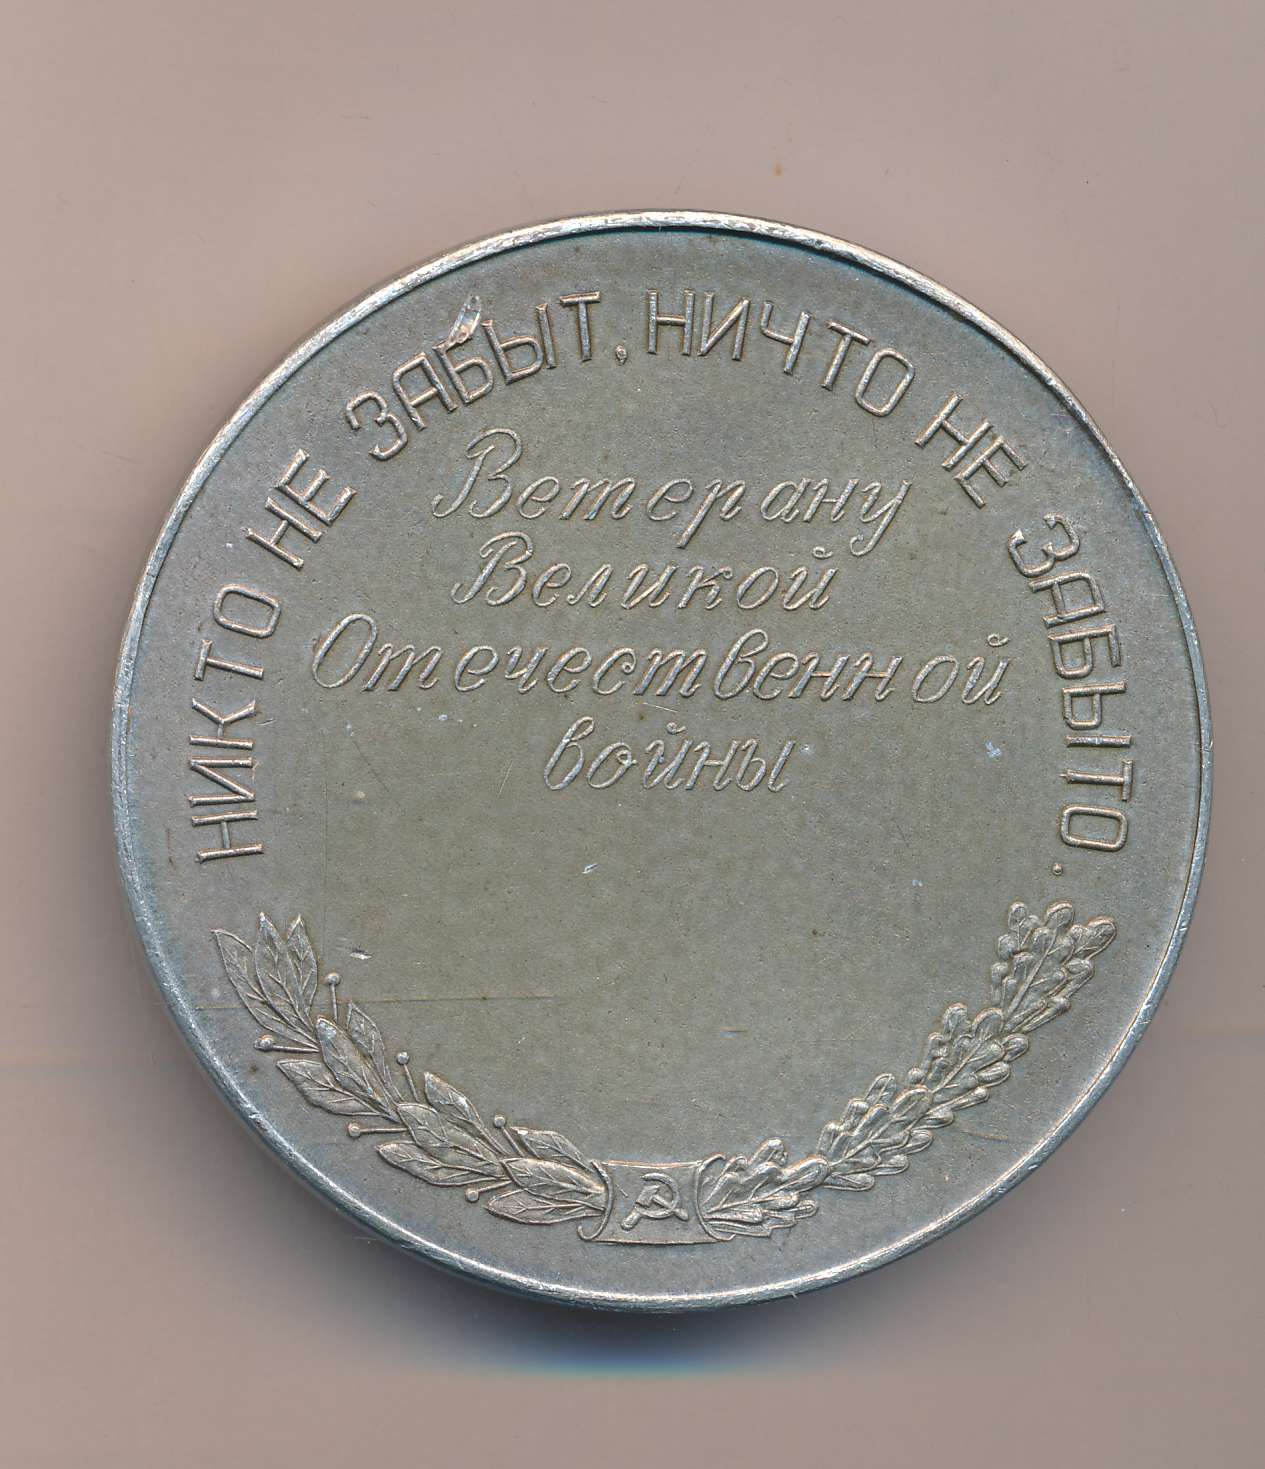 НИКТО НЕ ЗАБЫТ, НИЧТО НЕ ЗАБЫТО.
Ветерану
Великой
Отечественной
войны